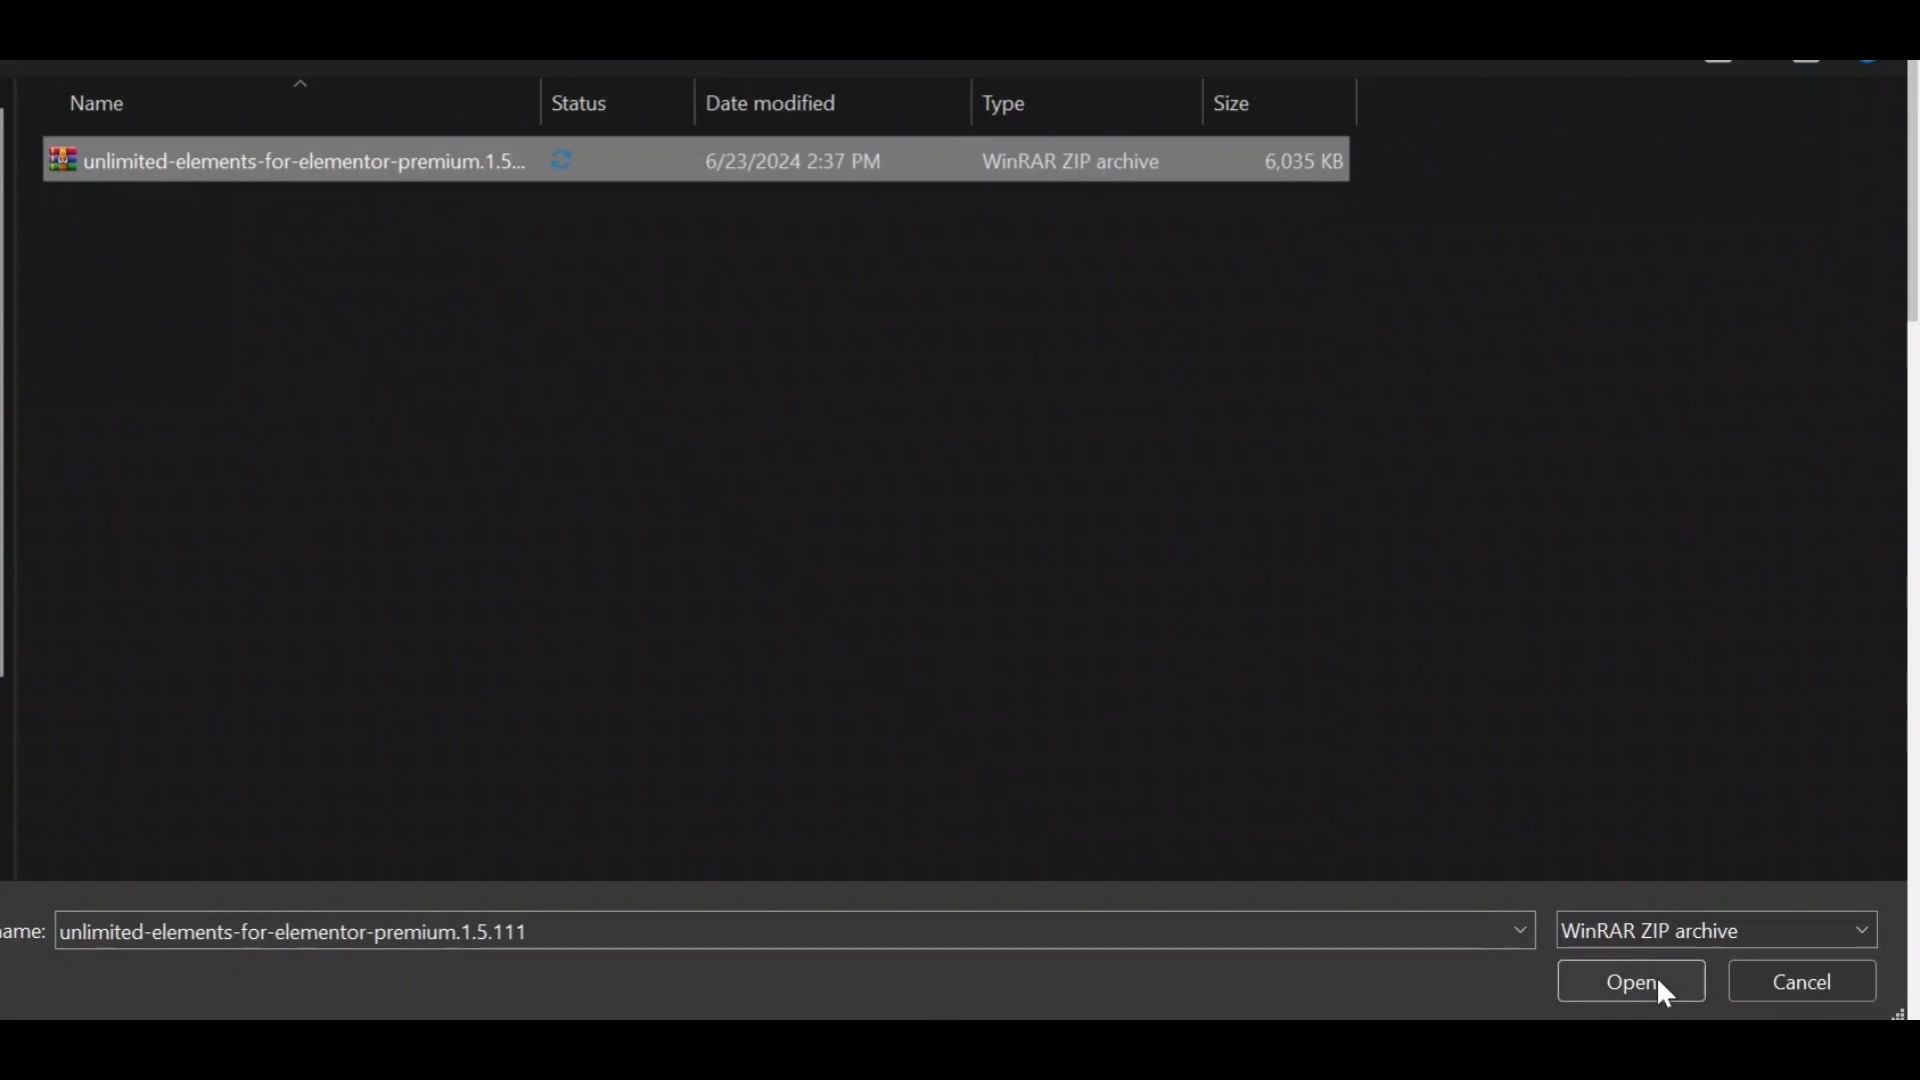 Name Status Date modified Type Size
unlimited-elements-for-elementor-premium.1.5... 6/23/2024 2:37 PM WinRAR ZIP archive 6,035 KB
ame: unlimited-elements-for-elementor-premium.1.5.111 WinRAR ZIP archive
Open Cancel